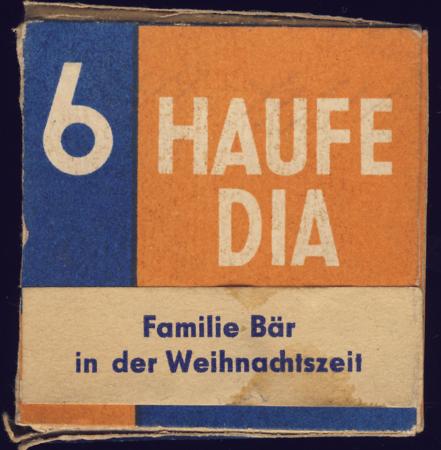 6
HAUFE
DIA
Familie Bär
in der Weihnachtszeit